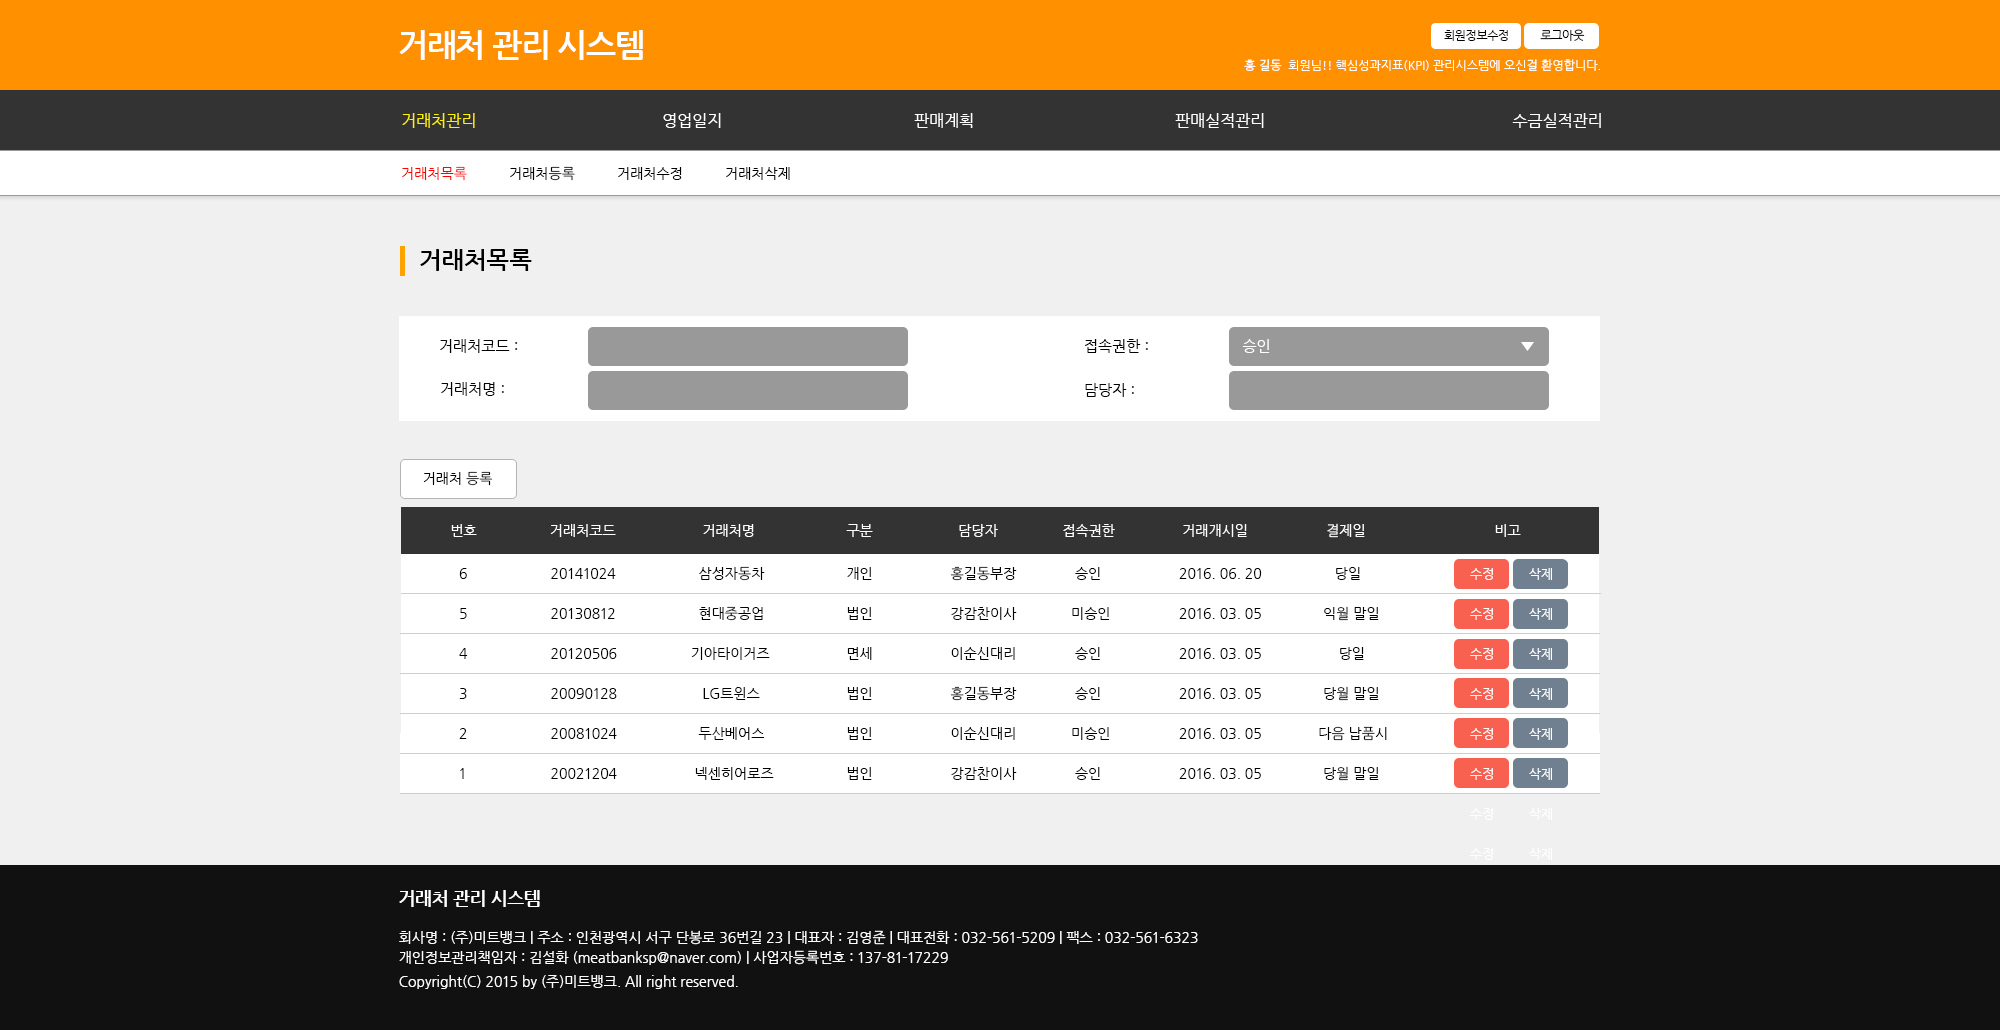 거래처 관리 시스템
회원정보수정 로그아웃
홍 길동 회원님!! 핵심성과지표(KPI) 관리시스템에 오신걸 환영합니다.
거래처관리 영업일지 판매계획 판매실적관리 수금실적관리
거래처목록 거래처등록 거래처수정 거래처삭제
거래처목록
거래처코드 : 접속권한 : 승인
거래처명 : 담당자 :
거래처 등록
번호 거래처코드 거래처명 구분 담당자 접속권한 거래개시일 결제일 비고
6 20141024 삼성자동차 개인 홍길동부장 승인 2016. 06. 20 당일 수정 삭제
5 20130812 현대중공업 법인 강감찬이사 미승인 2016. 03. 05 익월 말일 수정 삭제
4 20120506 기아타이거즈 면세 이순신대리 승인 2016. 03. 05 당일 수정 삭제
3 20090128 LG트윈스 법인 홍길동부장 승인 2016. 03. 05 당월 말일 수정 삭제
2 20081024 두산베어스 법인 이순신대리 미승인 2016. 03. 05 다음 납품시 수정 삭제
1 20021204 넥센히어로즈 법인 강감찬이사 승인 2016. 03. 05 당월 말일 수정 삭제
수정 삭제
수정 삭제
거래처 관리 시스템
회사명 : (주)미트뱅크 | 주소 : 인천광역시 서구 단봉로 36번길 23 | 대표자 : 김영준 | 대표전화 : 032-561-5209 | 팩스 : 032-561-6323
개인정보관리책임자 : 김설화 (meatbanksp@naver.com) | 사업자등록번호 : 137-81-17229
Copyright(C) 2015 by (주)미트뱅크. All right reserved.